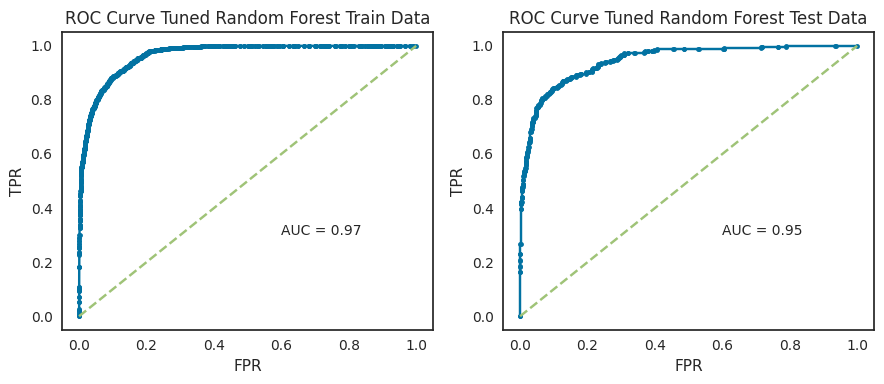 ROC Curve Tuned Random Forest Train Data
1.0
0.8
0.6
0.4
0.2
0.0
TPR
AUC = 0.97
0.0 0.2 0.4 0.6 0.8 1.0
FPR
ROC Curve Tuned Random Forest Test Data
1.0
0.8
0.6
0.4
0.2
0.0
TPR
AUC = 0.95
0.0 0.2 0.4 0.6 0.8 1.0
FPR